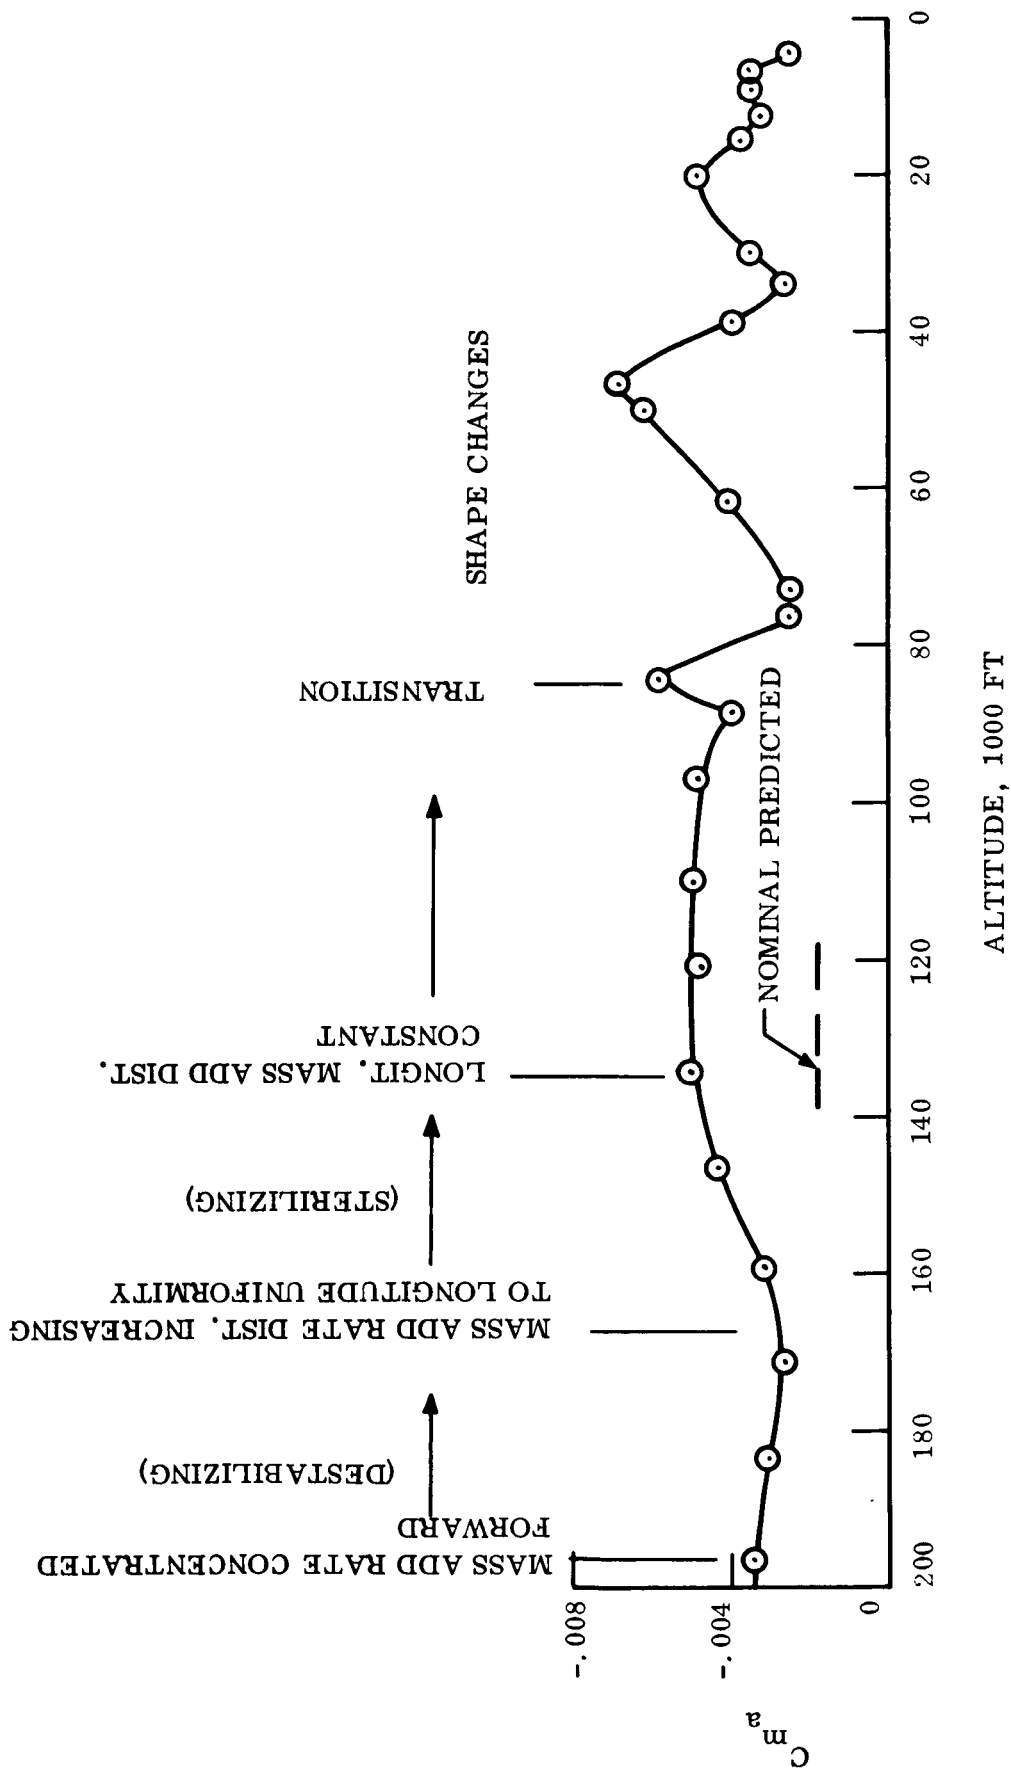 MASS ADD RATE CONCENTRATED
FORWARD
(DESTABILIZING)
MASS ADD RATE DIST. INCREASING
TO LONGITUDE UNIFORMITY
(STERILIZING)
LONGIT. MASS ADD DIST.
CONSTANT
TRANSITION
SHAPE CHANGES
NOMINAL PREDICTED
-.008
-.004
0
C m a
200 180 160 140 120 100 80 60 40 20 0
ALTITUDE, 1000 FT